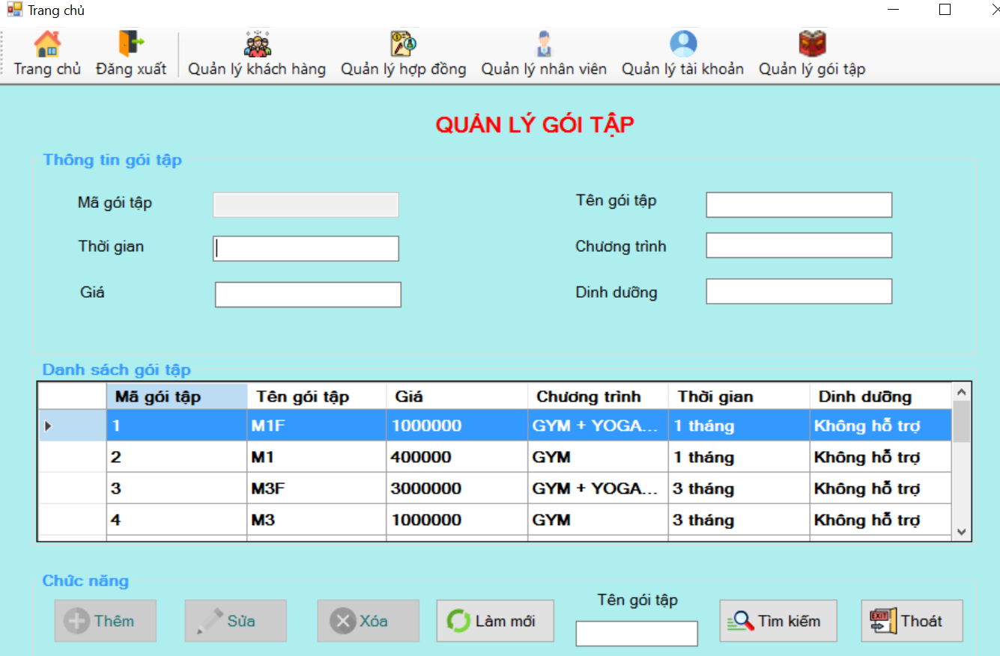 Trang chủ
Trang chủ Đăng xuất Quản lý khách hàng Quản lý hợp đồng Quản lý nhân viên Quản lý tài khoản Quản lý gói tập
QUẢN LÝ GÓI TẬP
Thông tin gói tập
Mã gói tập Tên gói tập
Thời gian Chương trình
Giá Dinh dưỡng
Danh sách gói tập
Mã gói tập Tên gói tập Giá Chương trình Thời gian Dinh dưỡng
1 M1F 1000000 GYM + YOGA... 1 tháng Không hỗ trợ
2 M1 400000 GYM 1 tháng Không hỗ trợ
3 M3F 3000000 GYM + YOGA... 3 tháng Không hỗ trợ
4 M3 1000000 GYM 3 tháng Không hỗ trợ
Chức năng
Tên gói tập
Thêm Sửa Xóa Làm mới Tìm kiếm EXIT Thoát